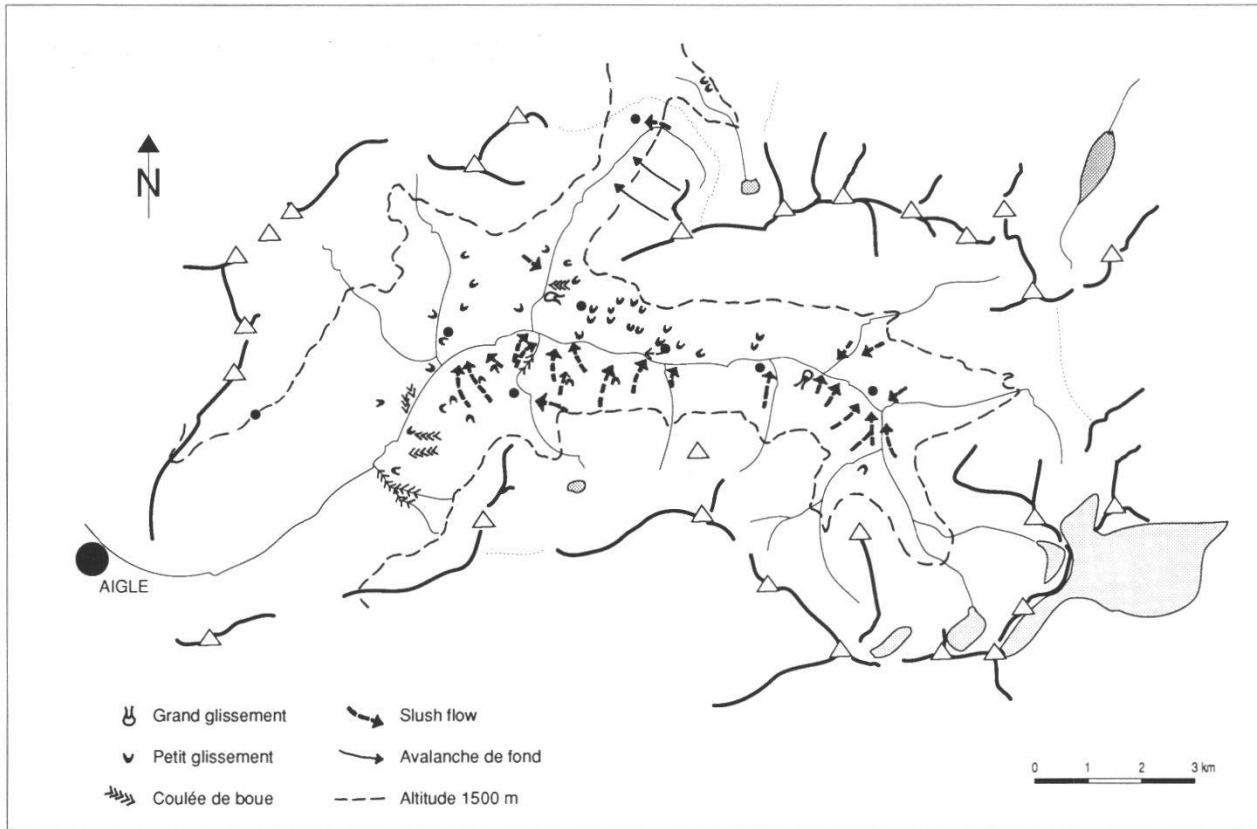 N
AIGLE
Grand glissement
Petit glissement
Coulée de boue
Slush flow
Avalanche de fond
Altitude 1500 m
0 1 2 3 km